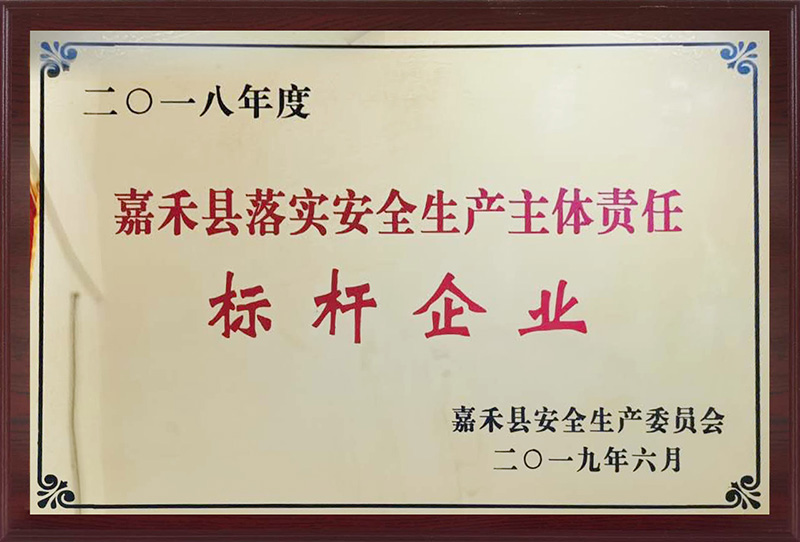 二〇一八年度
嘉禾县落实安全生产主体责任
标杆企业
嘉禾县安全生产委员会
二〇一九年六月